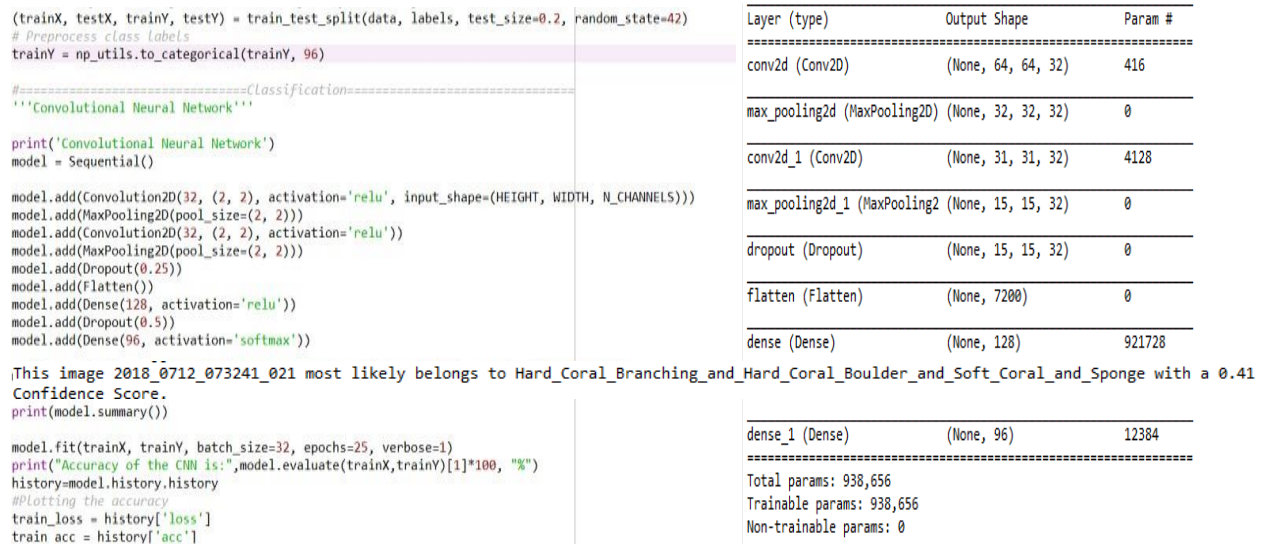 (trainX, testX, trainY, testY) = train_test_split(data, labels, test_size=0.2, random_state=42)
# Preprocess class labels
trainY = np_utils.to_categorical(trainY, 96)
#================================Classification================================
'''Convolutional Neural Network'''
print('Convolutional Neural Network')
model = Sequential()
model.add(Convolution2D(32, (2, 2), activation='relu', input_shape=(HEIGHT, WIDTH, N_CHANNELS)))
model.add(MaxPooling2D(pool_size=(2, 2)))
model.add(Convolution2D(32, (2, 2), activation='relu'))
model.add(MaxPooling2D(pool_size=(2, 2)))
model.add(Dropout(0.25))
model.add(Flatten())
model.add(Dense(128, activation='relu'))
model.add(Dropout(0.5))
model.add(Dense(96, activation='softmax'))
Layer (type) Output Shape Param #
=================================================================
conv2d (Conv2D) (None, 64, 64, 32) 416
max_pooling2d (MaxPooling2D) (None, 32, 32, 32) 0
conv2d_1 (Conv2D) (None, 31, 31, 32) 4128
max_pooling2d_1 (MaxPooling2 (None, 15, 15, 32) 0
dropout (Dropout) (None, 15, 15, 32) 0
flatten (Flatten) (None, 7200) 0
dense (Dense) (None, 128) 921728
This image 2018_0712_073241_021 most likely belongs to Hard_Coral_Branching_and_Hard_Coral_Boulder_and_Soft_Coral_and_Sponge with a 0.41
Confidence Score.
print(model.summary())
model.fit(trainX, trainY, batch_size=32, epochs=25, verbose=1)
print("Accuracy of the CNN is:",model.evaluate(trainX,trainY)[1]*100, "%")
history=model.history.history
#Plotting the accuracy
train_loss = history['loss']
train_acc = history['acc']
dense_1 (Dense) (None, 96) 12384
=================================================================
Total params: 938,656
Trainable params: 938,656
Non-trainable params: 0